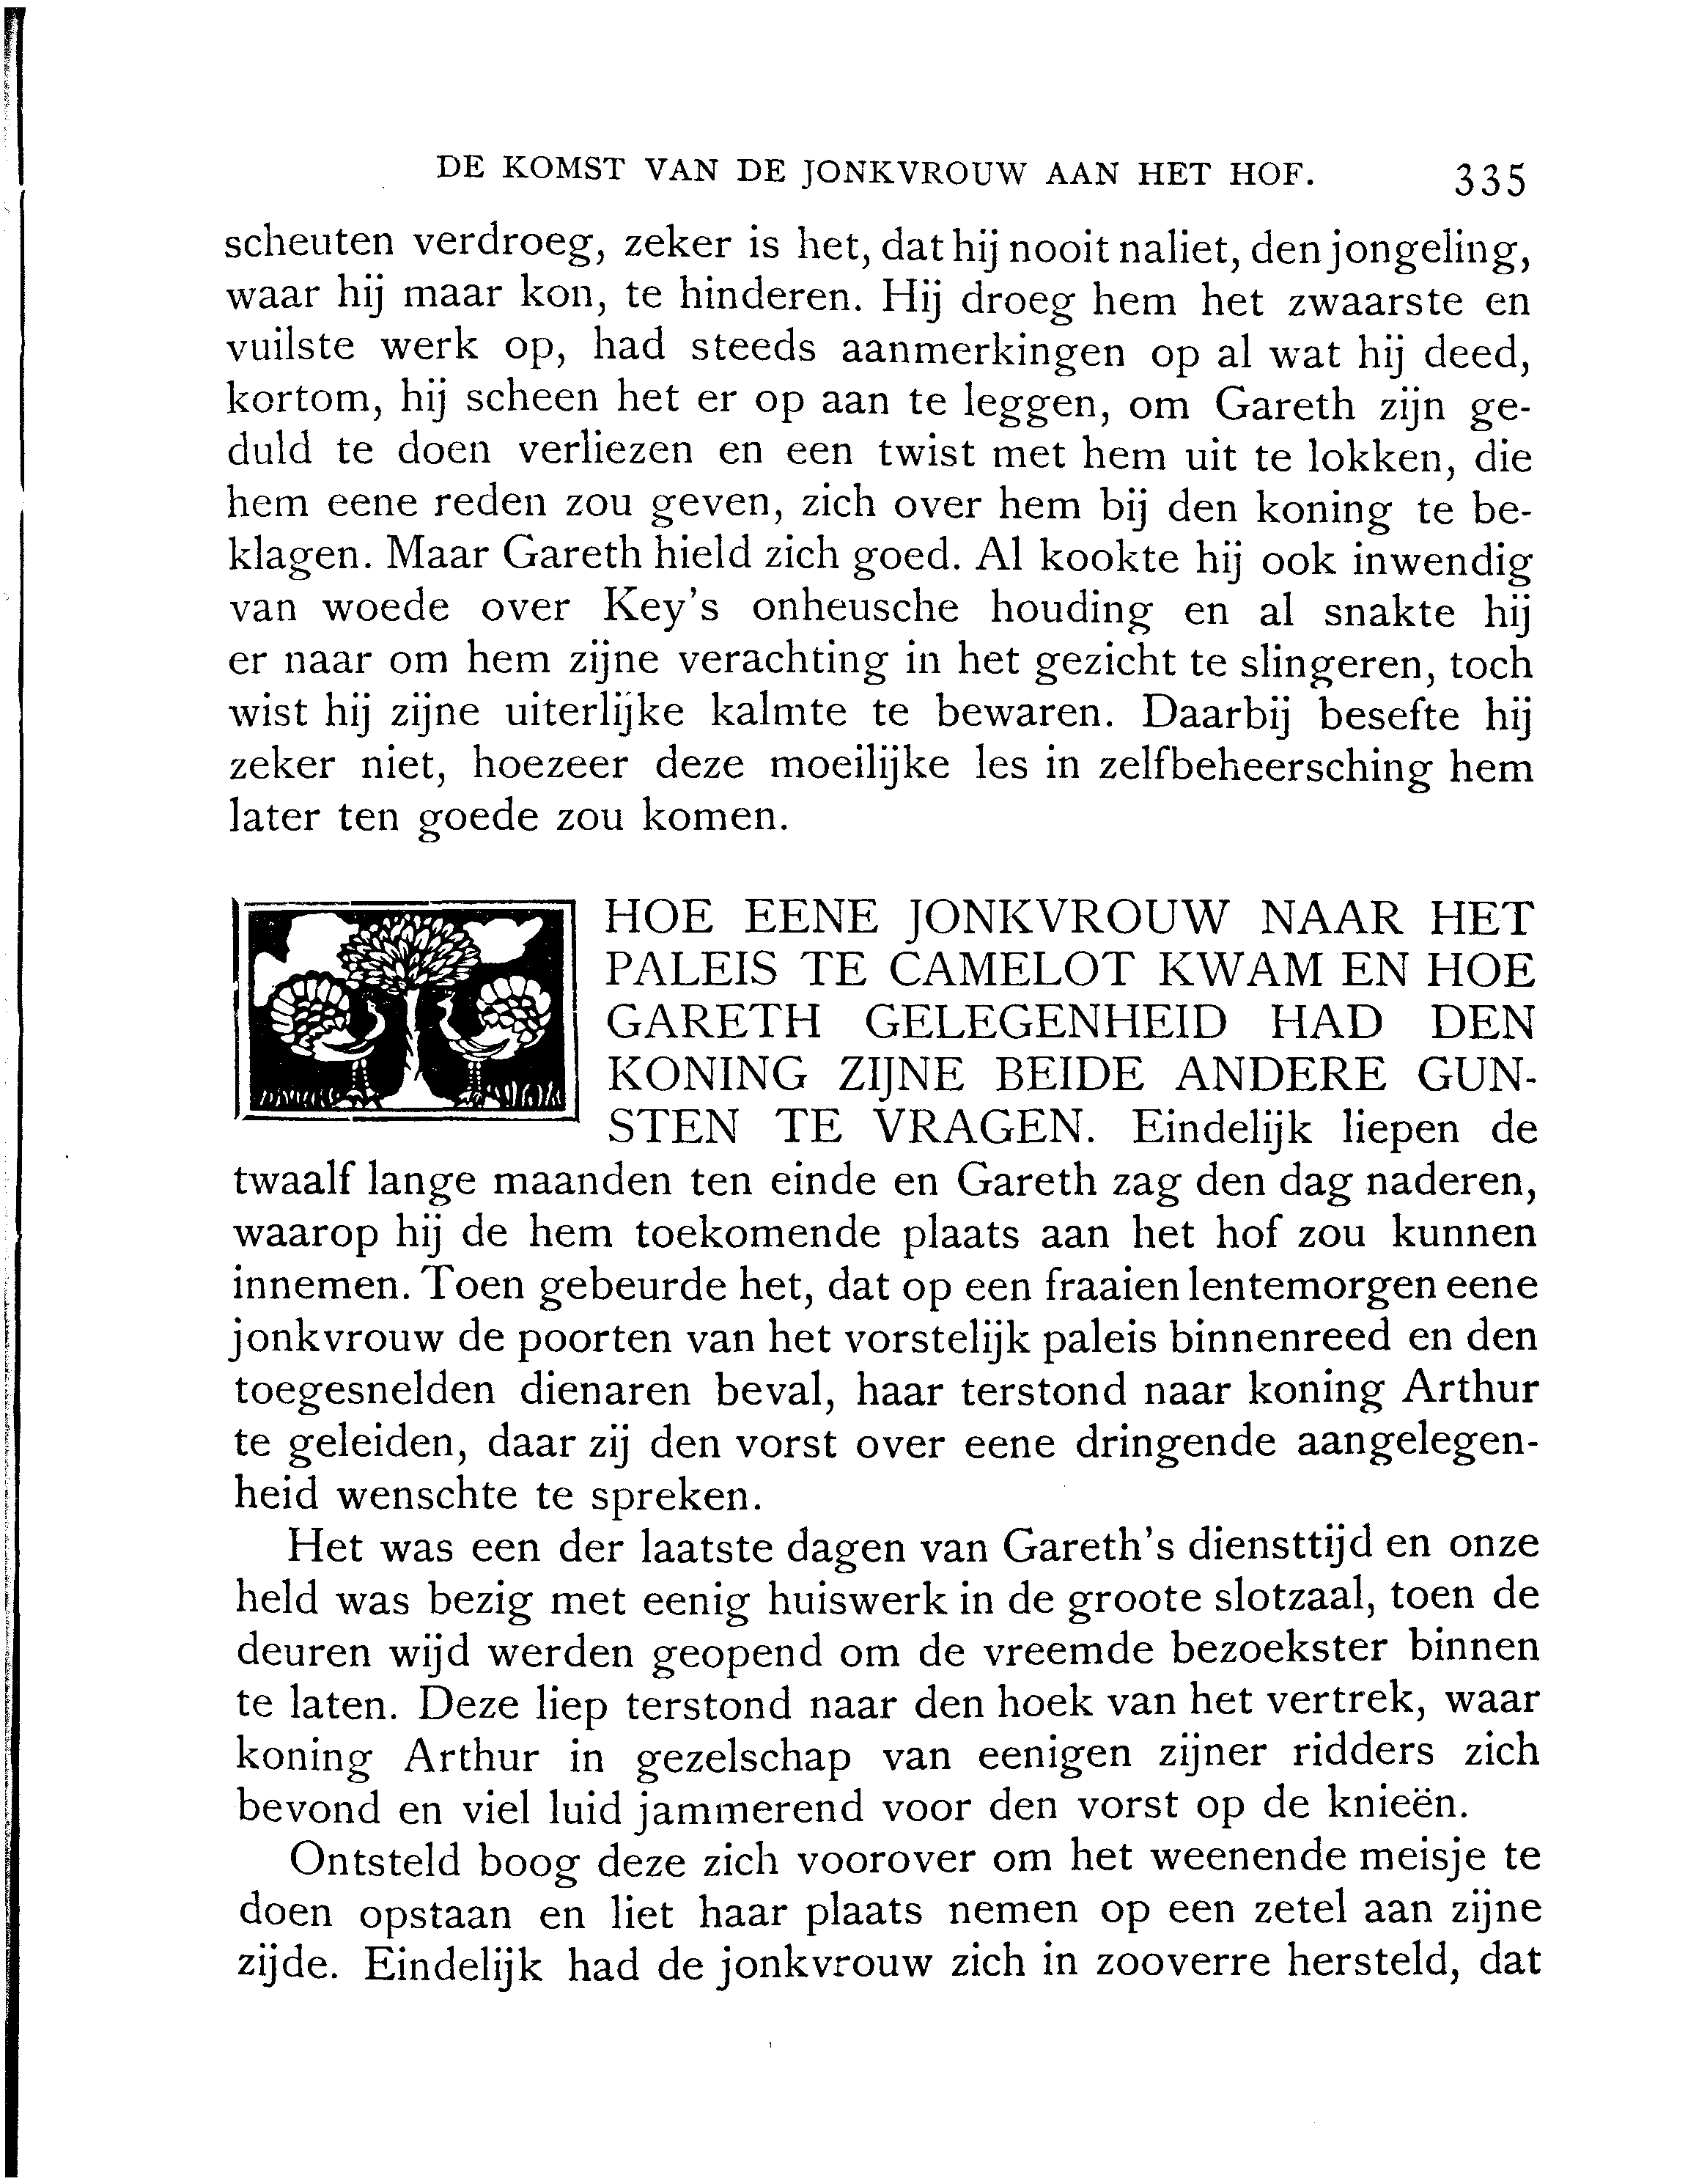 DE KOMST VAN DE JONKVROUW AAN HET HOF. 335
scheuten verdroeg, zeker is het, dat hij nooit naliet, den jongeling,
waar hij maar kon, te hinderen. Hij droeg hem het zwaarste en
vuilste werk op, had steeds aanmerkingen op al wat hij deed,
kortom, hij scheen het er op aan te leggen, om Gareth zijn ge-
duld te doen verliezen en een twist met hem uit te lokken, die
hem eene reden zou geven, zich over hem bij den koning te be-
klagen. Maar Gareth hield zich goed. Al kookte hij ook inwendig
van woede over Key's onheusche houding en al snakte hij
er naar om hem zijne verachting in het gezicht te slingeren, toch
wist hij zijne uiterlijke kalmte te bewaren. Daarbij besefte hij
zeker niet, hoezeer deze moeilijke les in zelfbeheersching hem
later ten goede zou komen.
HOE EENE JONKVROUW NAAR HET
PALEIS TE CAMELOT KWAM EN HOE
GARETH GELEGENHEID HAD DEN
KONING ZIJNE BEIDE ANDERE GUN-
STEN TE VRAGEN. Eindelijk liepen de
twaalf lange maanden ten einde en Gareth zag den dag naderen,
waarop hij de hem toekomende plaats aan het hof zou kunnen
innemen. Toen gebeurde het, dat op een fraaien lentemorgen eene
jonkvrouw de poorten van het vorstelijk paleis binnenreed en den
toegesnelden dienaren beval, haar terstond naar koning Arthur
te geleiden, daar zij den vorst over eene dringende aangelegen-
heid wenschte te spreken.
Het was een der laatste dagen van Gareth's diensttijd en onze
held was bezig met eenig huiswerk in de groote slotzaal, toen de
deuren wijd werden geopend om de vreemde bezoekster binnen
te laten. Deze liep terstond naar den hoek van het vertrek, waar
koning Arthur in gezelschap van eenigen zijner ridders zich
bevond en viel luid jammerend voor den vorst op de knieën.
Ontsteld boog deze zich voorover om het weenende meisje te
doen opstaan en liet haar plaats nemen op een zetel aan zijne
zijde. Eindelijk had de jonkvrouw zich in zooverre hersteld, dat